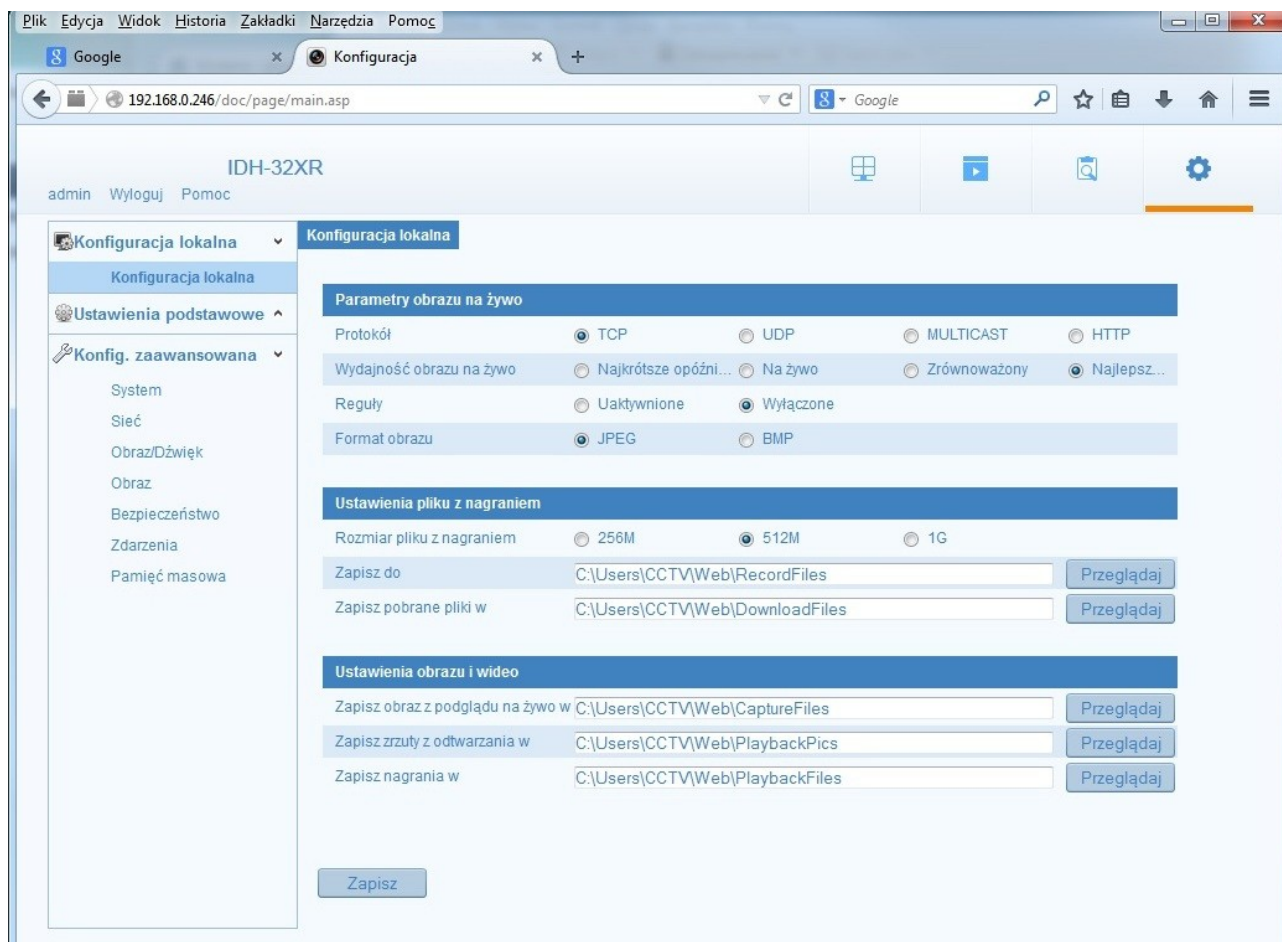 Plik Edycja Widok Historia Zakładki Narzędzia Pomoc
Google Konfiguracja
192.168.0.246/doc/page/main.asp Google
IDH-32XR
admin Wyloguj Pomoc
Konfiguracja lokalna
Konfiguracja lokalna
Ustawienia podstawowe
Konfig. zaawansowana
System
Sieć
Obraz/Dźwięk
Obraz
Bezpieczeństwo
Zdarzenia
Pamięć masowa
Konfiguracja lokalna
Parametry obrazu na żywo
Protokół TCP UDP MULTICAST HTTP
Wydajność obrazu na żywo Najkrótsze opóźni... Na żywo Zrównoważony Najlepsz...
Reguły Uaktywnione Wyłączone
Format obrazu JPEG BMP
Ustawienia pliku z nagraniem
Rozmiar pliku z nagraniem 256M 512M 1G
Zapisz do C:\Users\CCTV\Web\RecordFiles Przeglądaj
Zapisz pobrane pliki w C:\Users\CCTV\Web\DownloadFiles Przeglądaj
Ustawienia obrazu i wideo
Zapisz obraz z podglądu na żywo w C:\Users\CCTV\Web\CaptureFiles Przeglądaj
Zapisz zrzuty z odtwarzania w C:\Users\CCTV\Web\PlaybackPics Przeglądaj
Zapisz nagrania w C:\Users\CCTV\Web\PlaybackFiles Przeglądaj
Zapisz